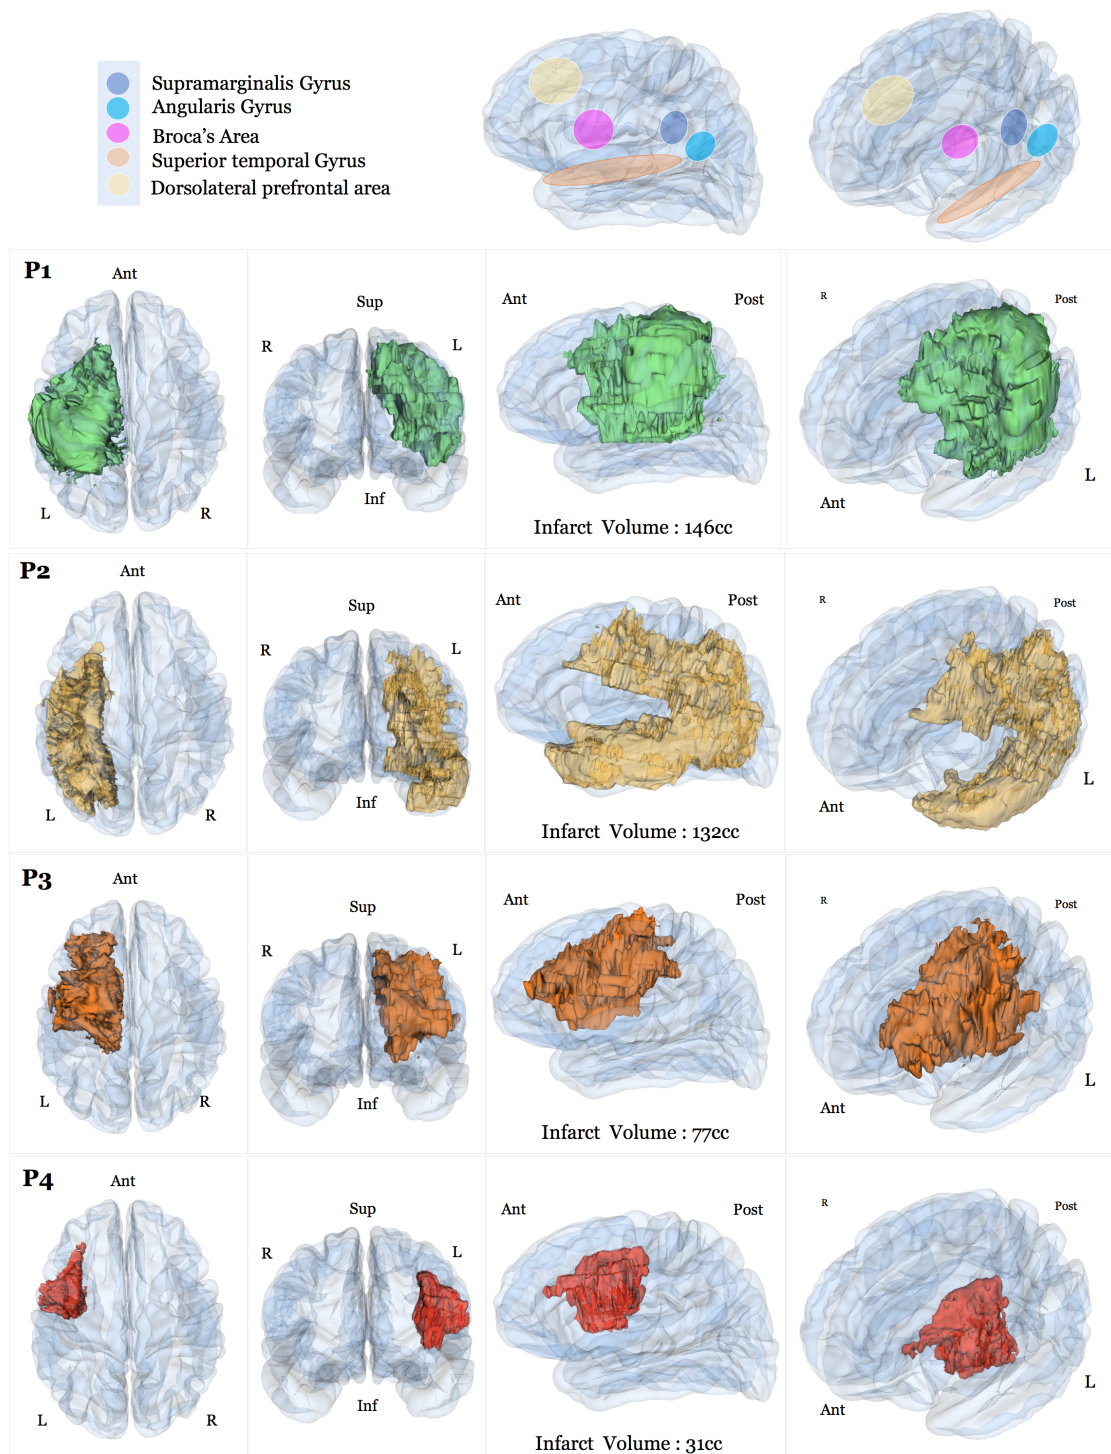 Supramarginalis Gyrus
Angularis Gyrus
Broca's Area
Superior temporal Gyrus
Dorsolateral prefrontal area
P1
Ant
L
R
Sup
R
L
Inf
Ant
Post
Infarct Volume : 146cc
R
Post
Ant
L
P2
Ant
L
R
Sup
R
L
Inf
Ant
Post
Infarct Volume : 132cc
R
Post
Ant
L
P3
Ant
L
R
Sup
R
L
Inf
Ant
Post
Infarct Volume : 77cc
R
Post
Ant
L
P4
Ant
L
R
Sup
R
L
Inf
Ant
Post
Infarct Volume : 31cc
R
Post
Ant
L